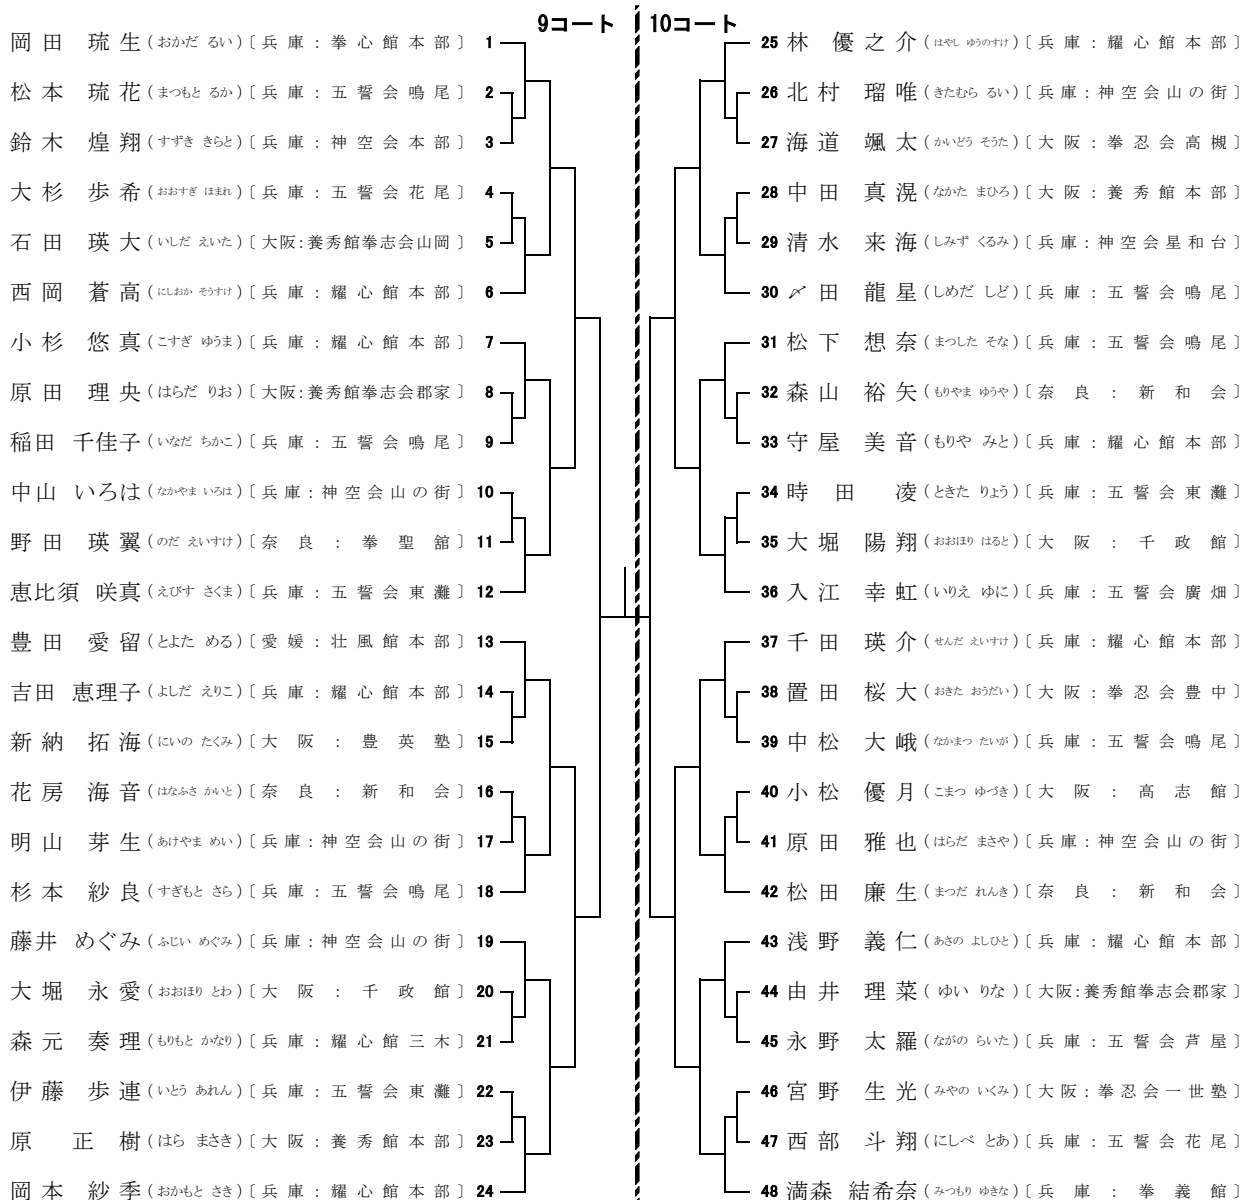 9コート
岡田 琉生(おかだ るい)〔兵庫:拳心館本部〕 1
松本 琉花(まつもと るか)〔兵庫:五誓会鳴尾〕 2
鈴木 煌翔(すずき きらと)〔兵庫:神空会本部〕 3
大杉 歩希(おおすぎ ほまれ)〔兵庫:五誓会花尾〕 4
石田 瑛大(いしだ えいた)〔大阪:養秀館拳志会山岡〕 5
西岡 蒼高(にしおか そうすけ)〔兵庫:耀心館本部〕 6
小杉 悠真(こすぎ ゆうま)〔兵庫:耀心館本部〕 7
原田 理央(はらだ りお)〔大阪:養秀館拳志会郡家〕 8
稲田 千佳子(いなだ ちかこ)〔兵庫:五誓会鳴尾〕 9
中山 いろは(なかやま いろは)〔兵庫:神空会山の街〕 10
野田 瑛翼(のだ えいすけ)〔奈良:拳聖舘〕 11
恵比須 咲真(えびす さくま)〔兵庫:五誓会東灘〕 12
豊田 愛留(とよた める)〔愛媛:壮風館本部〕 13
吉田 恵理子(よしだ えりこ)〔兵庫:耀心館本部〕 14
新納 拓海(にいの たくみ)〔大阪:豊英塾〕 15
花房 海音(はなふさ かいと)〔奈良:新和会〕 16
明山 芽生(あけやま めい)〔兵庫:神空会山の街〕 17
杉本 紗良(すぎもと さら)〔兵庫:五誓会鳴尾〕 18
藤井 めぐみ(ふじい めぐみ)〔兵庫:神空会山の街〕 19
大堀 永愛(おおほり とわ)〔大阪:千政館〕 20
森元 奏理(もりもと かなり)〔兵庫:耀心館三木〕 21
伊藤 歩連(いとう あれん)〔兵庫:五誓会東灘〕 22
原 正樹(はら まさき)〔大阪:養秀館本部〕 23
岡本 紗季(おかもと さき)〔兵庫:耀心館本部〕 24
10コート
25 林 優之介(はやし ゆうのすけ)〔兵庫:耀心館本部〕
26 北村 瑠唯(きたむら るい)〔兵庫:神空会山の街〕
27 海道 颯太(かいどう そうた)〔大阪:拳忍会高槻〕
28 中田 真滉(なかた まひろ)〔大阪:養秀館本部〕
29 清水 来海(しみず くるみ)〔兵庫:神空会星和台〕
30 〆田 龍星(しめだ しど)〔兵庫:五誓会鳴尾〕
31 松下 想奈(まつした そな)〔兵庫:五誓会鳴尾〕
32 森山 裕矢(もりやま ゆうや)〔奈良:新和会〕
33 守屋 美音(もりや みと)〔兵庫:耀心館本部〕
34 時田 凌(ときた りょう)〔兵庫:五誓会東灘〕
35 大堀 陽翔(おおほり はると)〔大阪:千政館〕
36 入江 幸虹(いりえ ゆに)〔兵庫:五誓会廣畑〕
37 千田 瑛介(せんだ えいすけ)〔兵庫:耀心館本部〕
38 置田 桜大(おきた おうだい)〔大阪:拳忍会豊中〕
39 中松 大峨(なかまつ たいが)〔兵庫:五誓会鳴尾〕
40 小松 優月(こまつ ゆづき)〔大阪:高志館〕
41 原田 雅也(はらだ まさや)〔兵庫:神空会山の街〕
42 松田 廉生(まつだ れんき)〔奈良:新和会〕
43 浅野 義仁(あさの よしひと)〔兵庫:耀心館本部〕
44 由井 理菜(ゆい りな)〔大阪:養秀館拳志会郡家〕
45 永野 太羅(ながの らいた)〔兵庫:五誓会芦屋〕
46 宮野 生光(みやの いくみ)〔大阪:拳忍会一世塾〕
47 西部 斗翔(にしべ とあ)〔兵庫:五誓会花尾〕
48 満森 結希奈(みつもり ゆきな)〔兵庫:拳義館〕